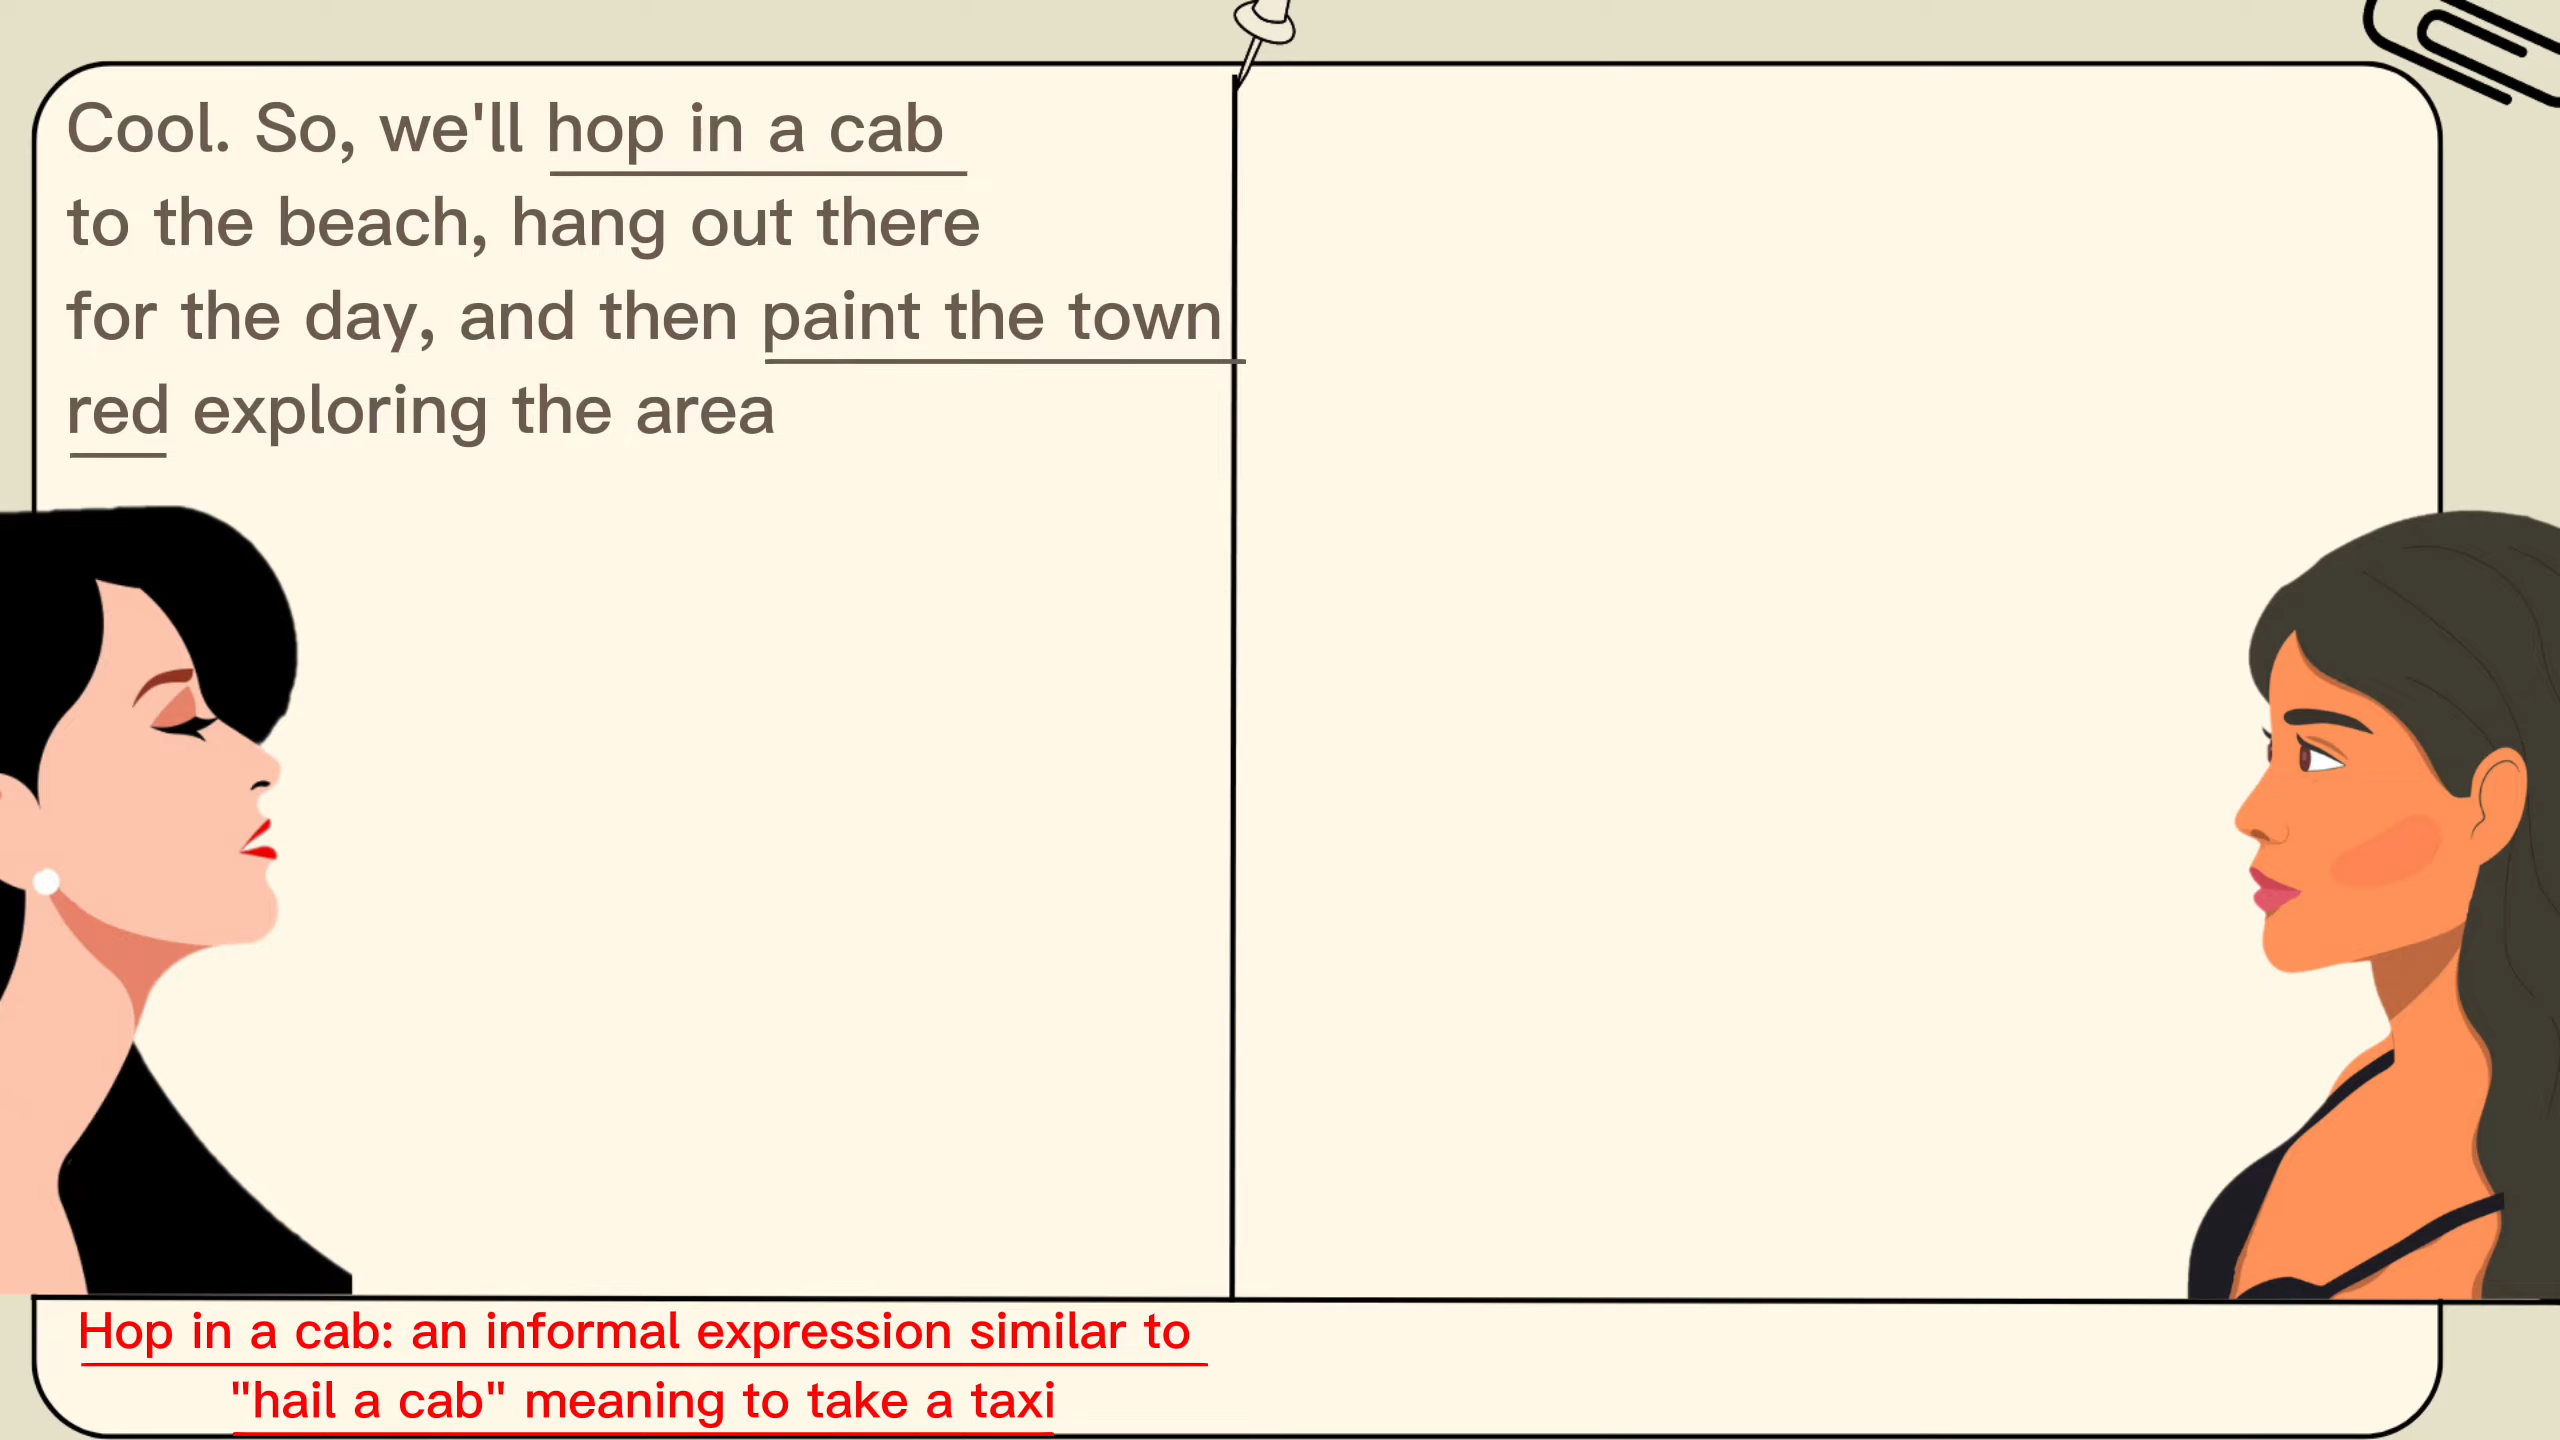 Cool. So, we'll hop in a cab
to the beach, hang out there
for the day, and then paint the town
red exploring the area
Hop in a cab: an informal expression similar to
"hail a cab" meaning to take a taxi